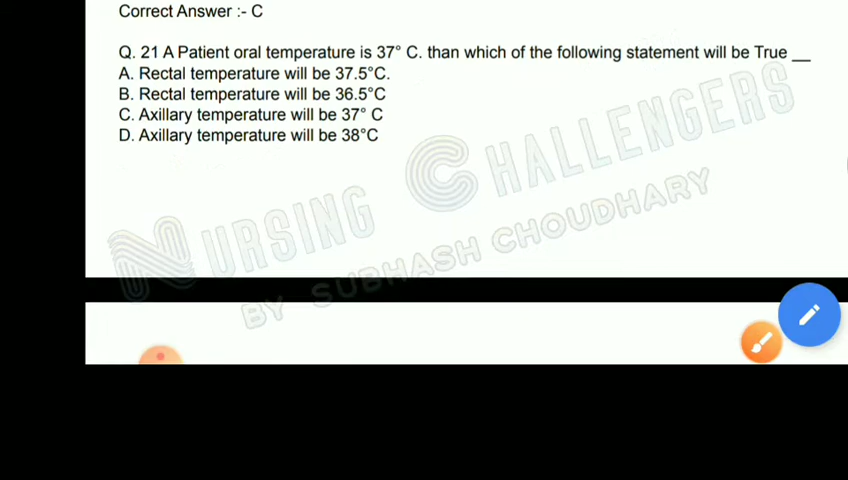 Correct Answer :- C
Q. 21 A Patient oral temperature is 37° C. than which of the following statement will be True __
A. Rectal temperature will be 37.5°C.
B. Rectal temperature will be 36.5°C
C. Axillary temperature will be 37° C
D. Axillary temperature will be 38°C
NURSING CHALLENGERS
BY SUBHASH CHOUDHARY